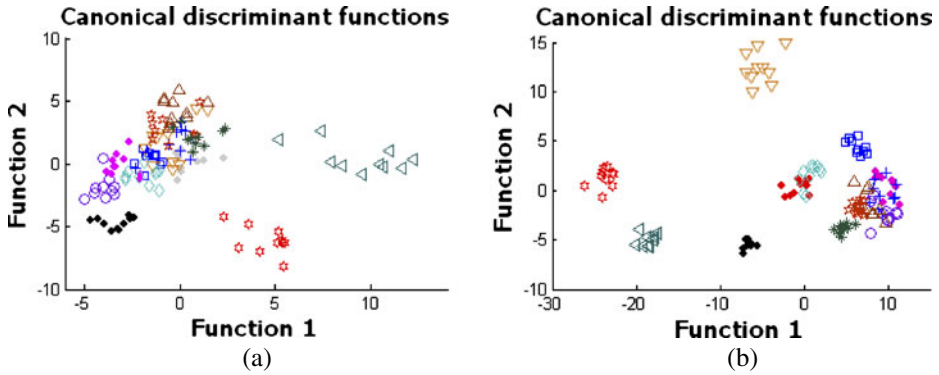 Canonical discriminant functions
10
5
0
-5
-10
Function 2
-5 0 5 10
Function 1
(a)
Canonical discriminant functions
15
10
5
0
-5
-10
Function 2
-30 -20 -10 0 10
Function 1
(b)